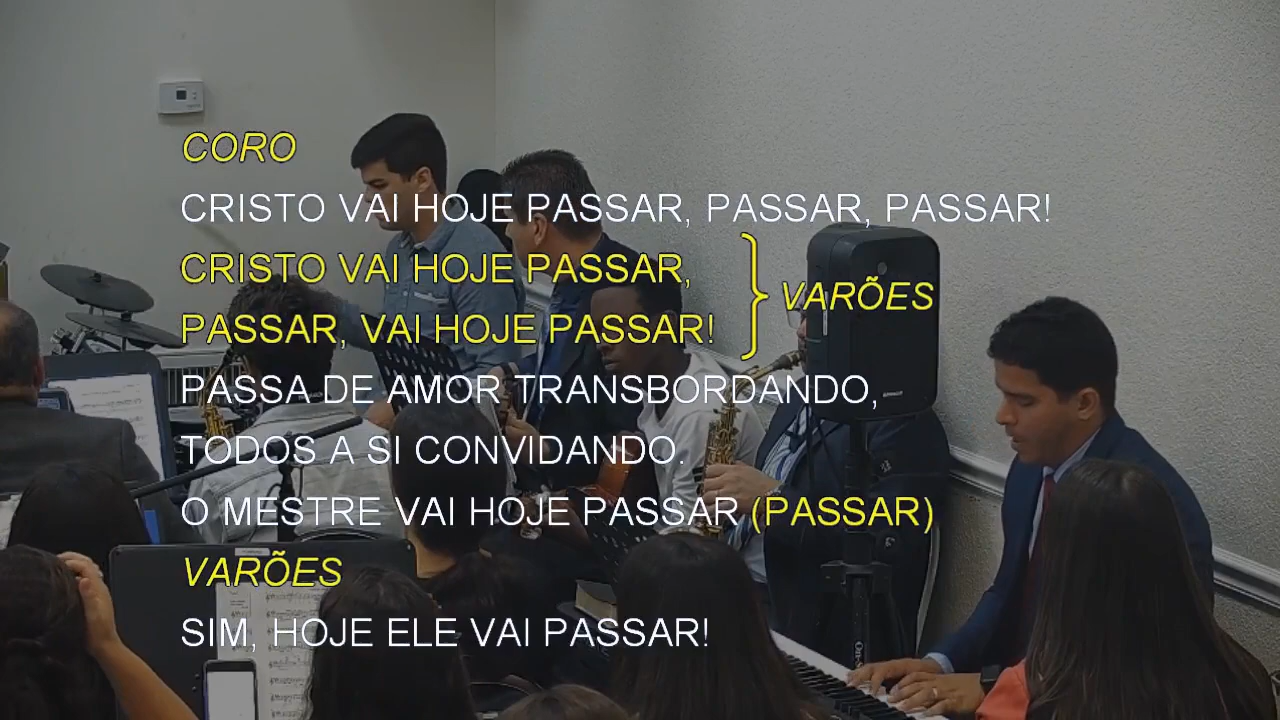 CORO
CRISTO VAI HOJE PASSAR, PASSAR, PASSAR!
CRISTO VAI HOJE PASSAR,
PASSAR, VAI HOJE PASSAR!
VARÕES
PASSA DE AMOR TRANSBORDANDO,
TODOS A SI CONVIDANDO.
O MESTRE VAI HOJE PASSAR (PASSAR)
VARÕES
SIM, HOJE ELE VAI PASSAR!